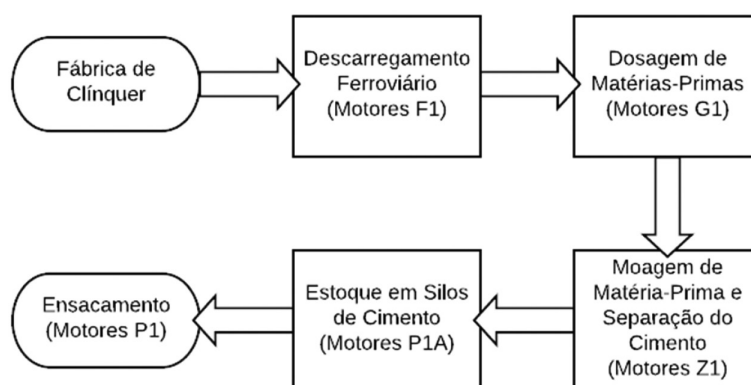 Fábrica de
Clínquer
Descarregamento
Ferroviário
(Motores F1)
Dosagem de
Matérias-Primas
(Motores G1)
Moagem de
Matéria-Prima e
Separação do
Cimento
(Motores Z1)
Estoque em Silos
de Cimento
(Motores P1A)
Ensacamento
(Motores P1)